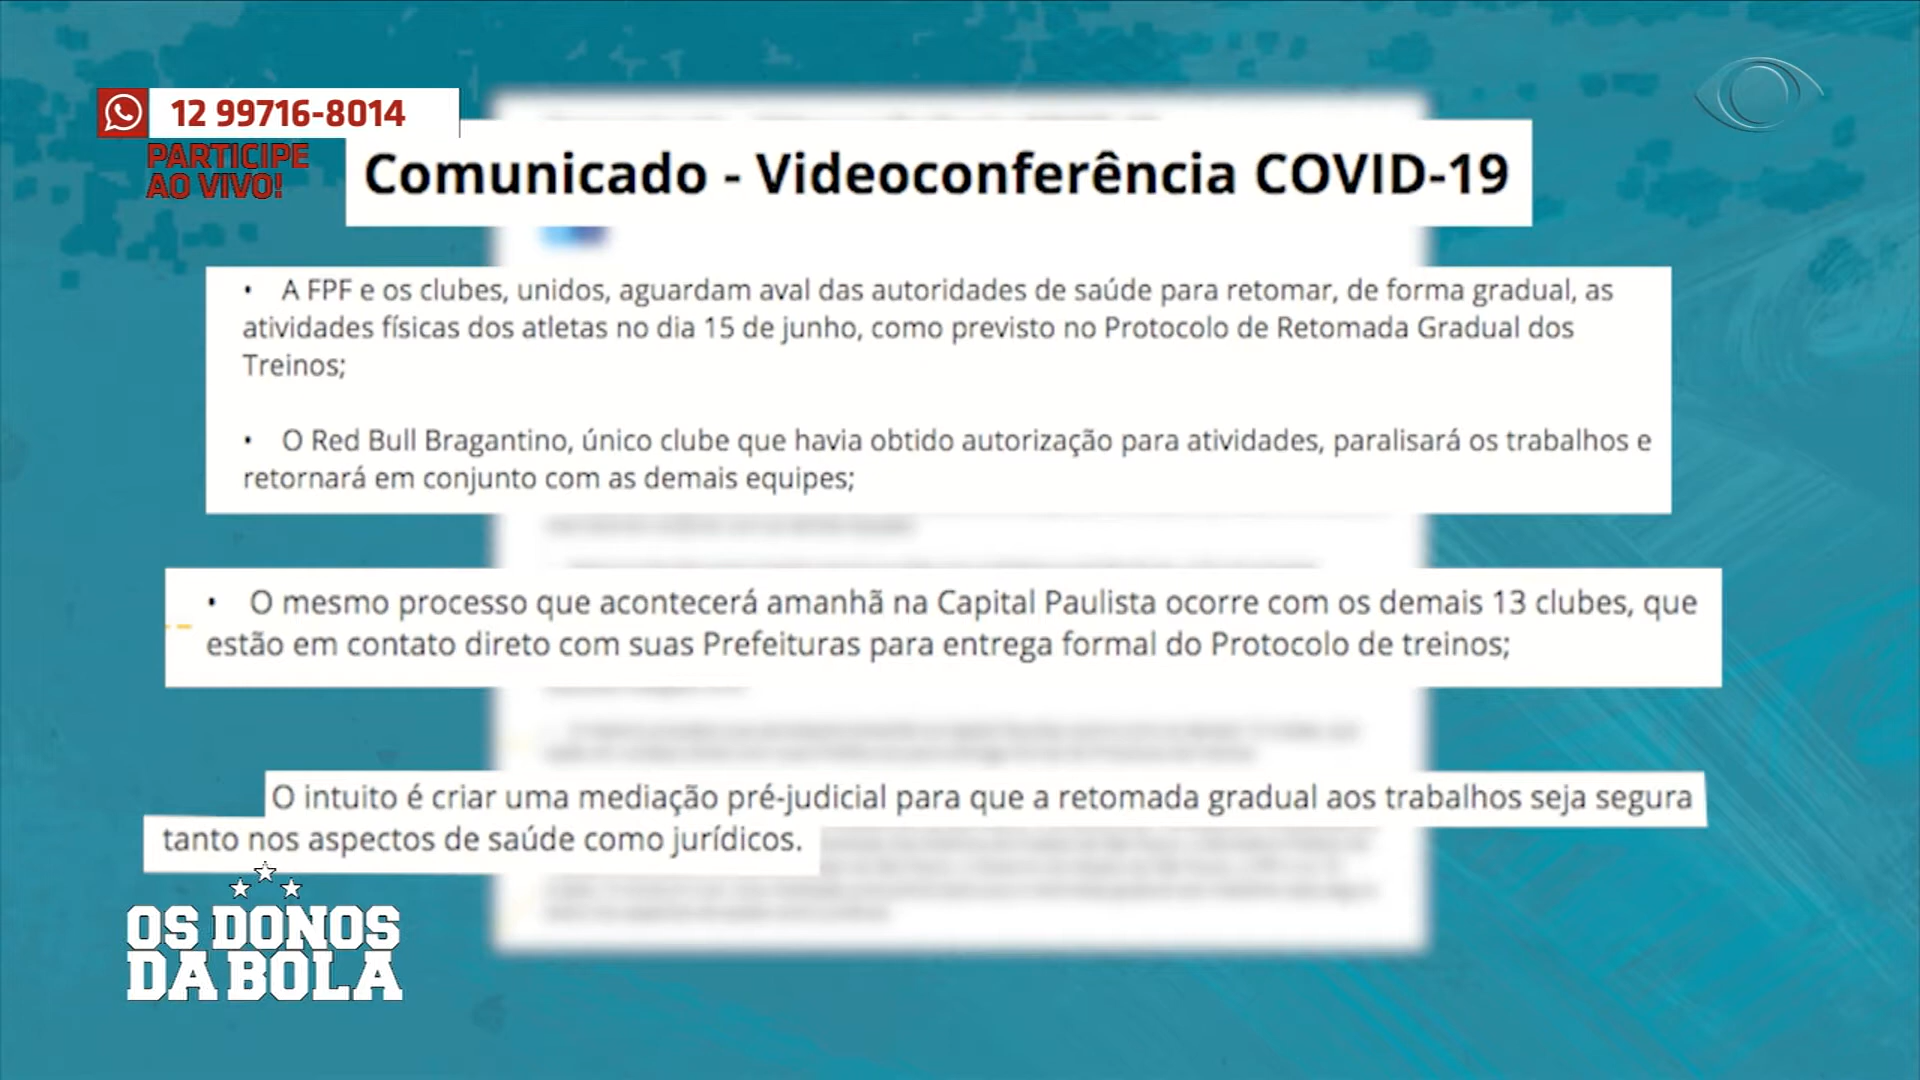 12 99716-8014
PARTICIPE
AO VIVO!
Comunicado - Videoconferência COVID-19
• A FPF e os clubes, unidos, aguardam aval das autoridades de saúde para retomar, de forma gradual, as
atividades físicas dos atletas no dia 15 de junho, como previsto no Protocolo de Retomada Gradual dos
Treinos;
• O Red Bull Bragantino, único clube que havia obtido autorização para atividades, paralisará os trabalhos e
retornará em conjunto com as demais equipes;
• O mesmo processo que acontecerá amanhã na Capital Paulista ocorre com os demais 13 clubes, que
estão em contato direto com suas Prefeituras para entrega formal do Protocolo de treinos;
O intuito é criar uma mediação pré-judicial para que a retomada gradual aos trabalhos seja segura
tanto nos aspectos de saúde como jurídicos.
OS DONOS
DA BOLA